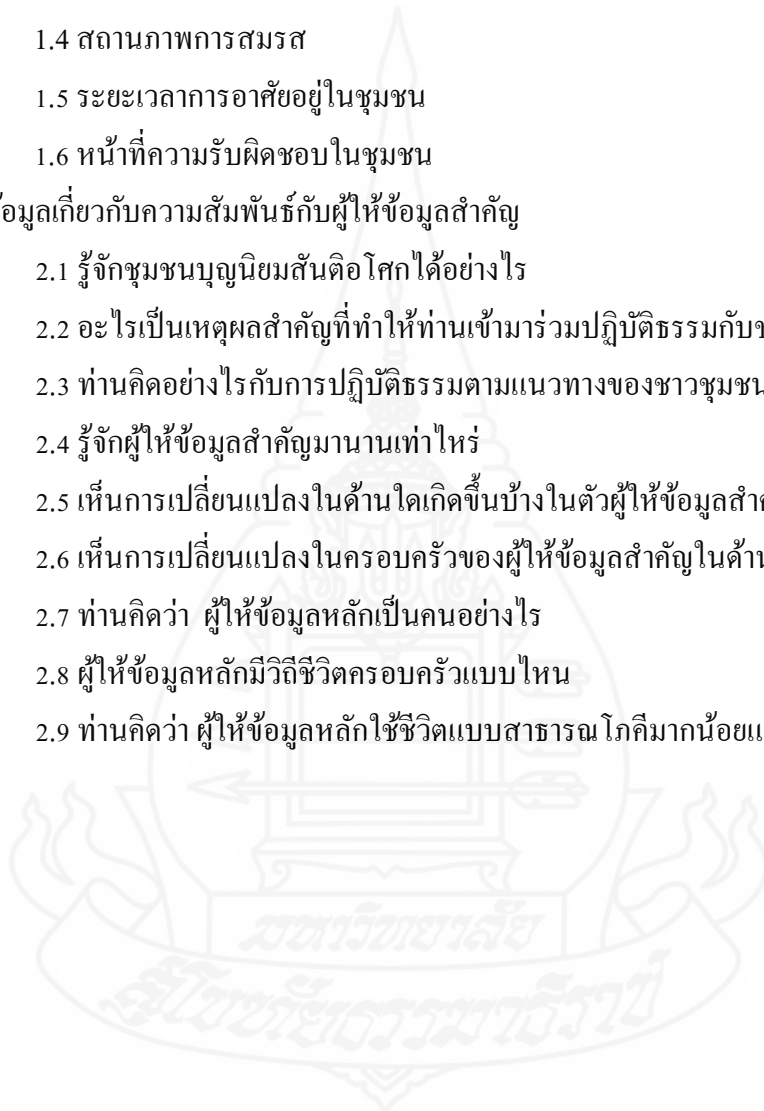 1.4 สถานภาพการสมรส
1.5 ระยะเวลาการอาศัยอยู่ในชุมชน
1.6 หน้าที่ความรับผิดชอบในชุมชน
อมูลเกี่ยวกับความสัมพันธ์กับผู้ให้ข้อมูลสำคัญ
2.1 รู้จักชุมชนบุญนิยมสันติอโศกได้อย่างไร
2.2 อะไรเป็นเหตุผลสำคัญที่ทำให้ท่านเข้ามาร่วมปฏิบัติธรรมกับ
2.3 ท่านคิดอย่างไรกับการปฏิบัติธรรมตามแนวทางของชาวชุมชน
2.4 รู้จักผู้ให้ข้อมูลสำคัญมานานเท่าไหร่
2.5 เห็นการเปลี่ยนแปลงในด้านใดเกิดขึ้นบ้างในตัวผู้ให้ข้อมูลสำ
2.6 เห็นการเปลี่ยนแปลงในครอบครัวของผู้ให้ข้อมูลสำคัญในด้า
2.7 ท่านคิดว่า ผู้ให้ข้อมูลหลักเป็นคนอย่างไร
2.8 ผู้ให้ข้อมูลหลักมีวิถีชีวิตครอบครัวแบบไหน
2.9 ท่านคิดว่า ผู้ให้ข้อมูลหลักใช้ชีวิตแบบสาธารณโภคีมากน้อยแ
มหาวิทยาลัย
สุโขทัยธรรมาธิราช